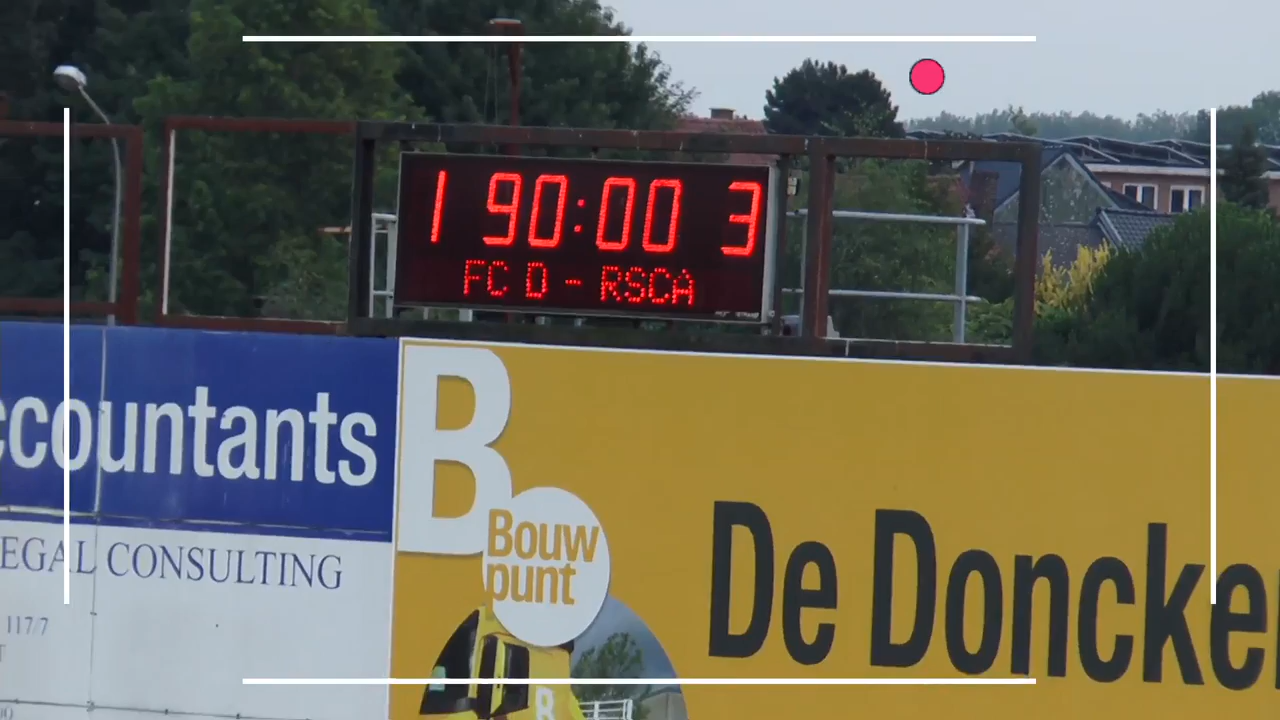 1 90:00 3
FC D - RSCA
ccountants
EGAL CONSULTING
117/7
B
Bouw
punt
De Doncke
B